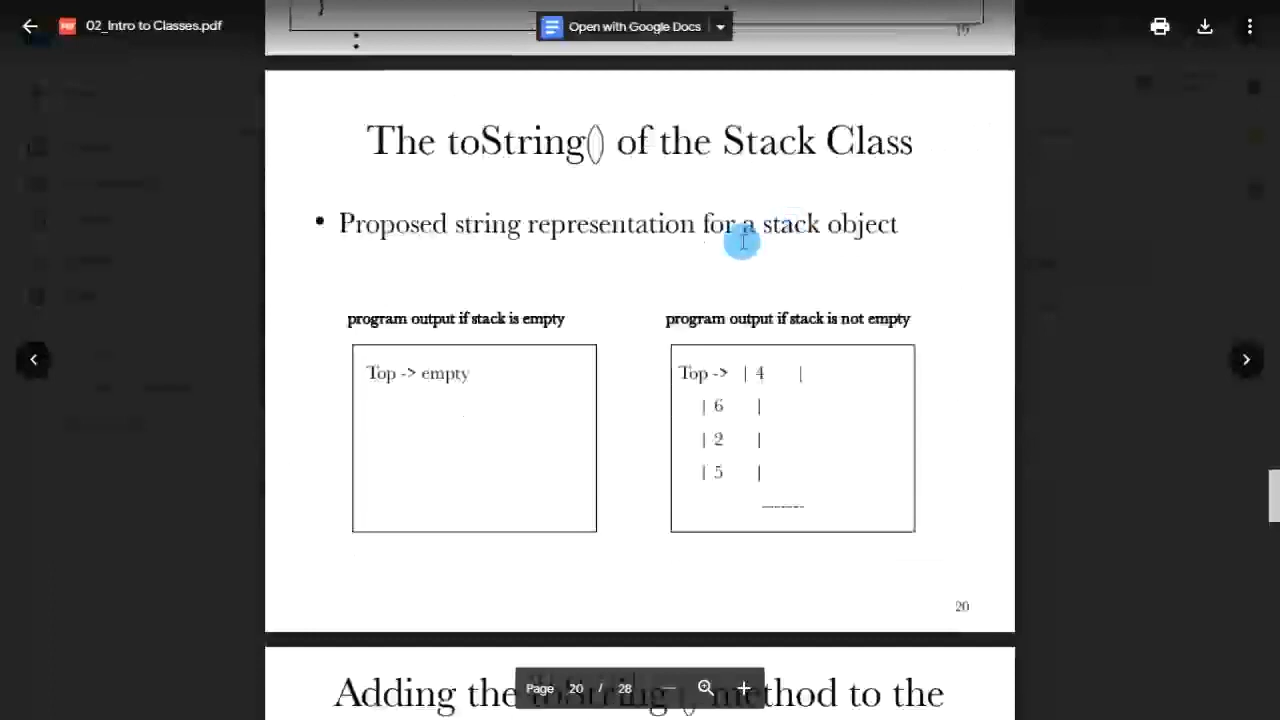 02_Intro to Classes.pdf
Open with Google Docs
19
The toString() of the Stack Class
• Proposed string representation for a stack object
program output if stack is empty
program output if stack is not empty
Top -> empty
Top -> | 4 |
| 6 |
| 2 |
| 5 |
-------
20
Adding the toString() method to the
Page 20 / 28